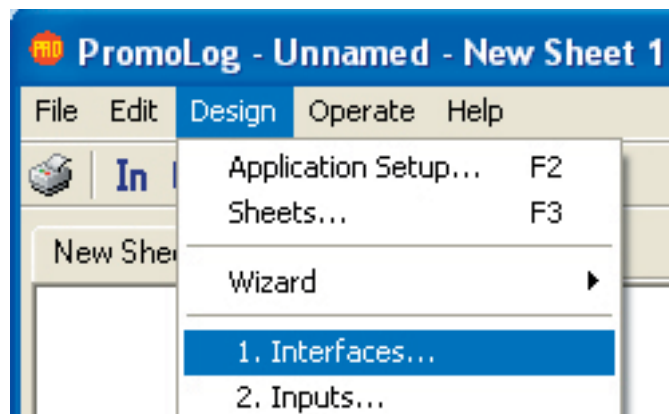 PRO PromoLog - Unnamed - New Sheet 1
File Edit Design Operate Help
In
Application Setup... F2
Sheets... F3
New She
Wizard
1. Interfaces...
2. Inputs...